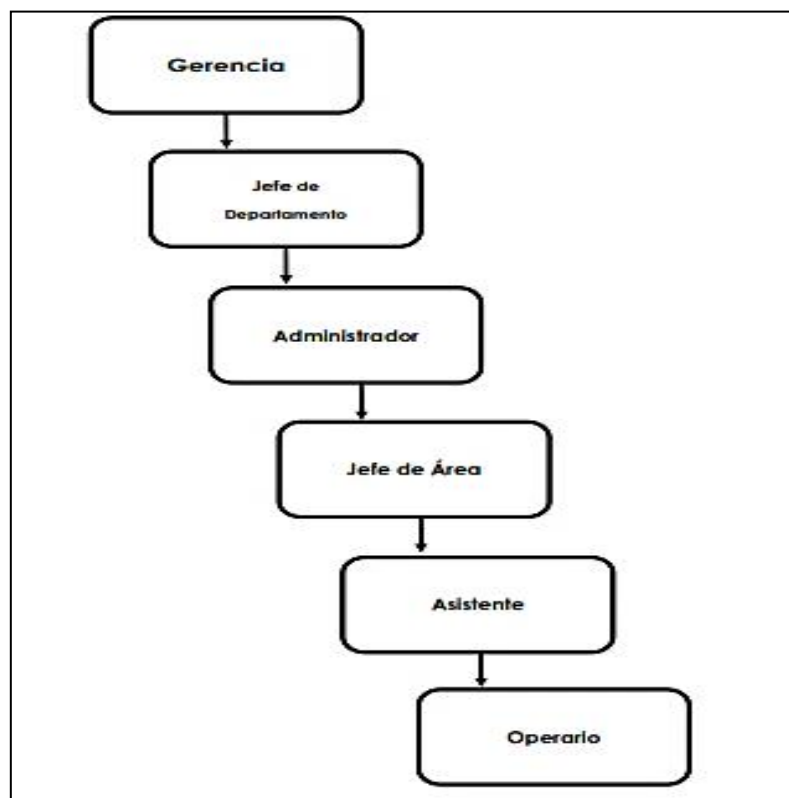 Gerencia
Jefe de
Departamento
Administrador
Jefe de Área
Asistente
Operario